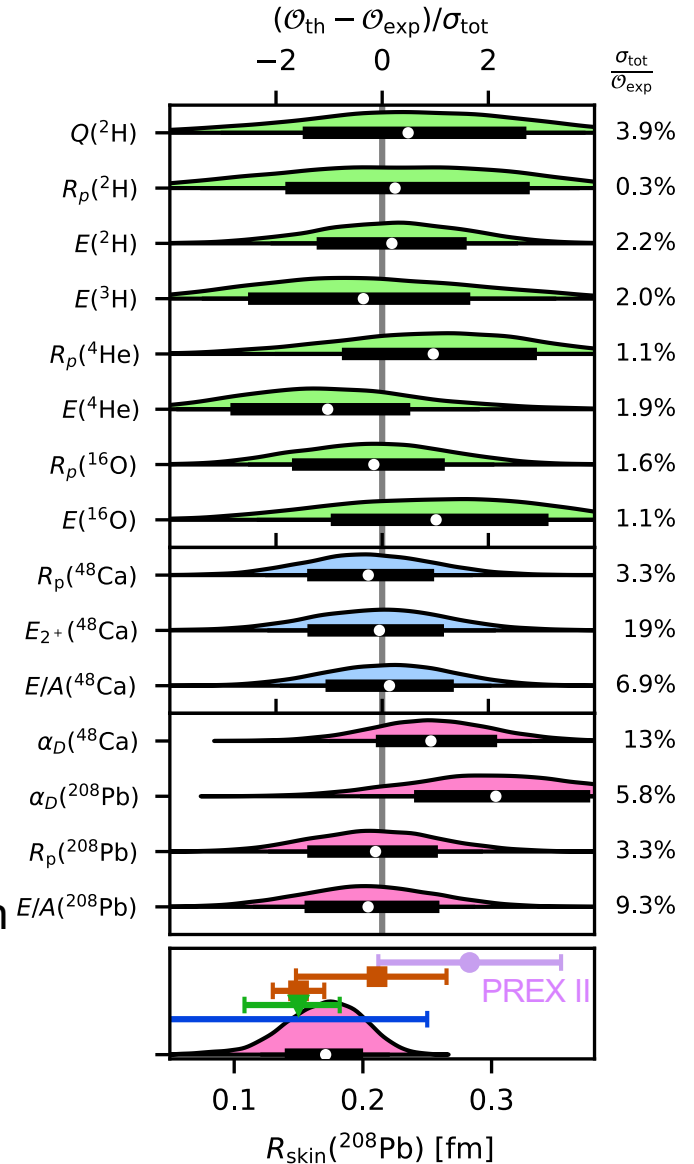 (𝒪th − 𝒪exp)/σtot
−2 0 2
σtot
𝒪exp
Q(²H) 3.9%
Rp(²H) 0.3%
E(²H) 2.2%
E(³H) 2.0%
Rp(⁴He) 1.1%
E(⁴He) 1.9%
Rp(¹⁶O) 1.6%
E(¹⁶O) 1.1%
Rp(⁴⁸Ca) 3.3%
E₂⁺(⁴⁸Ca) 19%
E/A(⁴⁸Ca) 6.9%
αD(⁴⁸Ca) 13%
αD(²⁰⁸Pb) 5.8%
Rp(²⁰⁸Pb) 3.3%
E/A(²⁰⁸Pb) 9.3%
PREX II
0.1 0.2 0.3
Rskin(²⁰⁸Pb) [fm]